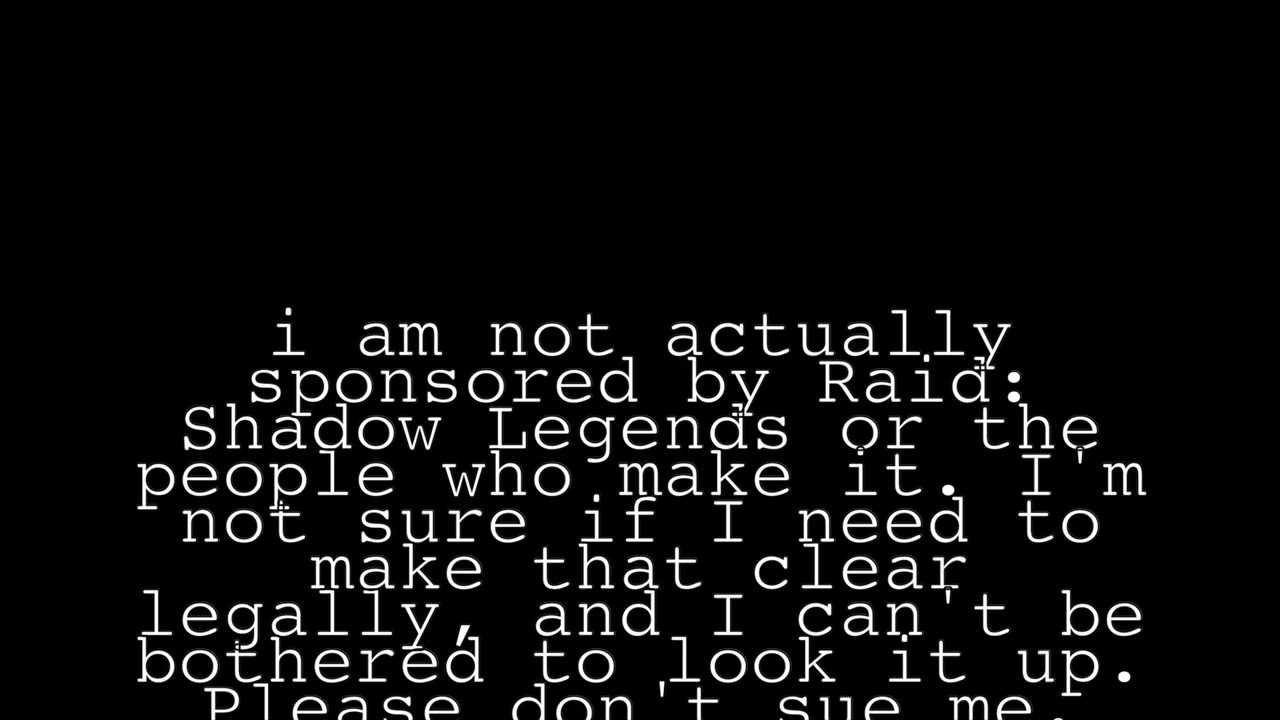 i am not actually
sponsored by Raid:
Shadow Legends or the
people who make it. I'm
not sure if I need to
make that clear
legally, and I can't be
bothered to look it up.
Please don't sue me.